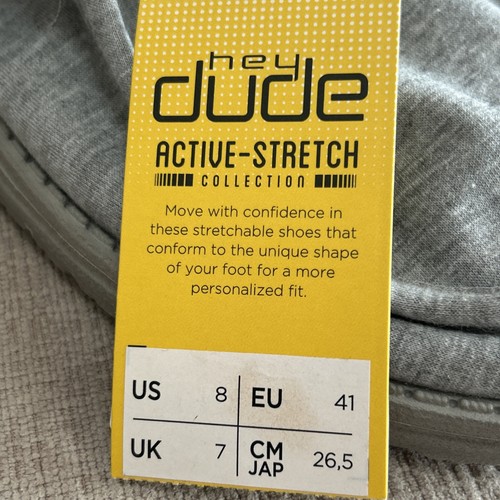 hey
dude
ACTIVE-STRETCH
COLLECTION
Move with confidence in
these stretchable shoes that
conform to the unique shape
of your foot for a more
personalized fit.
US 8 EU 41
UK 7 CM JAP 26,5